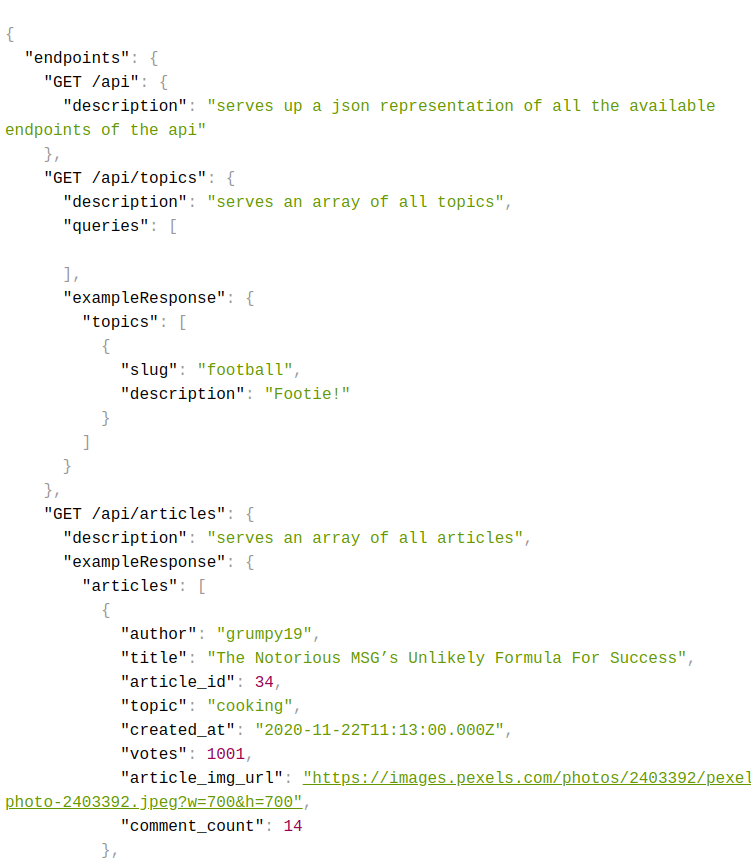 {
  "endpoints": {
    "GET /api": {
      "description": "serves up a json representation of all the available
endpoints of the api"
    },
    "GET /api/topics": {
      "description": "serves an array of all topics",
      "queries": [

      ],
      "exampleResponse": {
        "topics": [
          {
            "slug": "football",
            "description": "Footie!"
          }
        ]
      }
    },
    "GET /api/articles": {
      "description": "serves an array of all articles",
      "exampleResponse": {
        "articles": [
          {
            "author": "grumpy19",
            "title": "The Notorious MSG’s Unlikely Formula For Success",
            "article_id": 34,
            "topic": "cooking",
            "created_at": "2020-11-22T11:13:00.000Z",
            "votes": 1001,
            "article_img_url": "https://images.pexels.com/photos/2403392/pexel
photo-2403392.jpeg?w=700&h=700",
            "comment_count": 14
          },